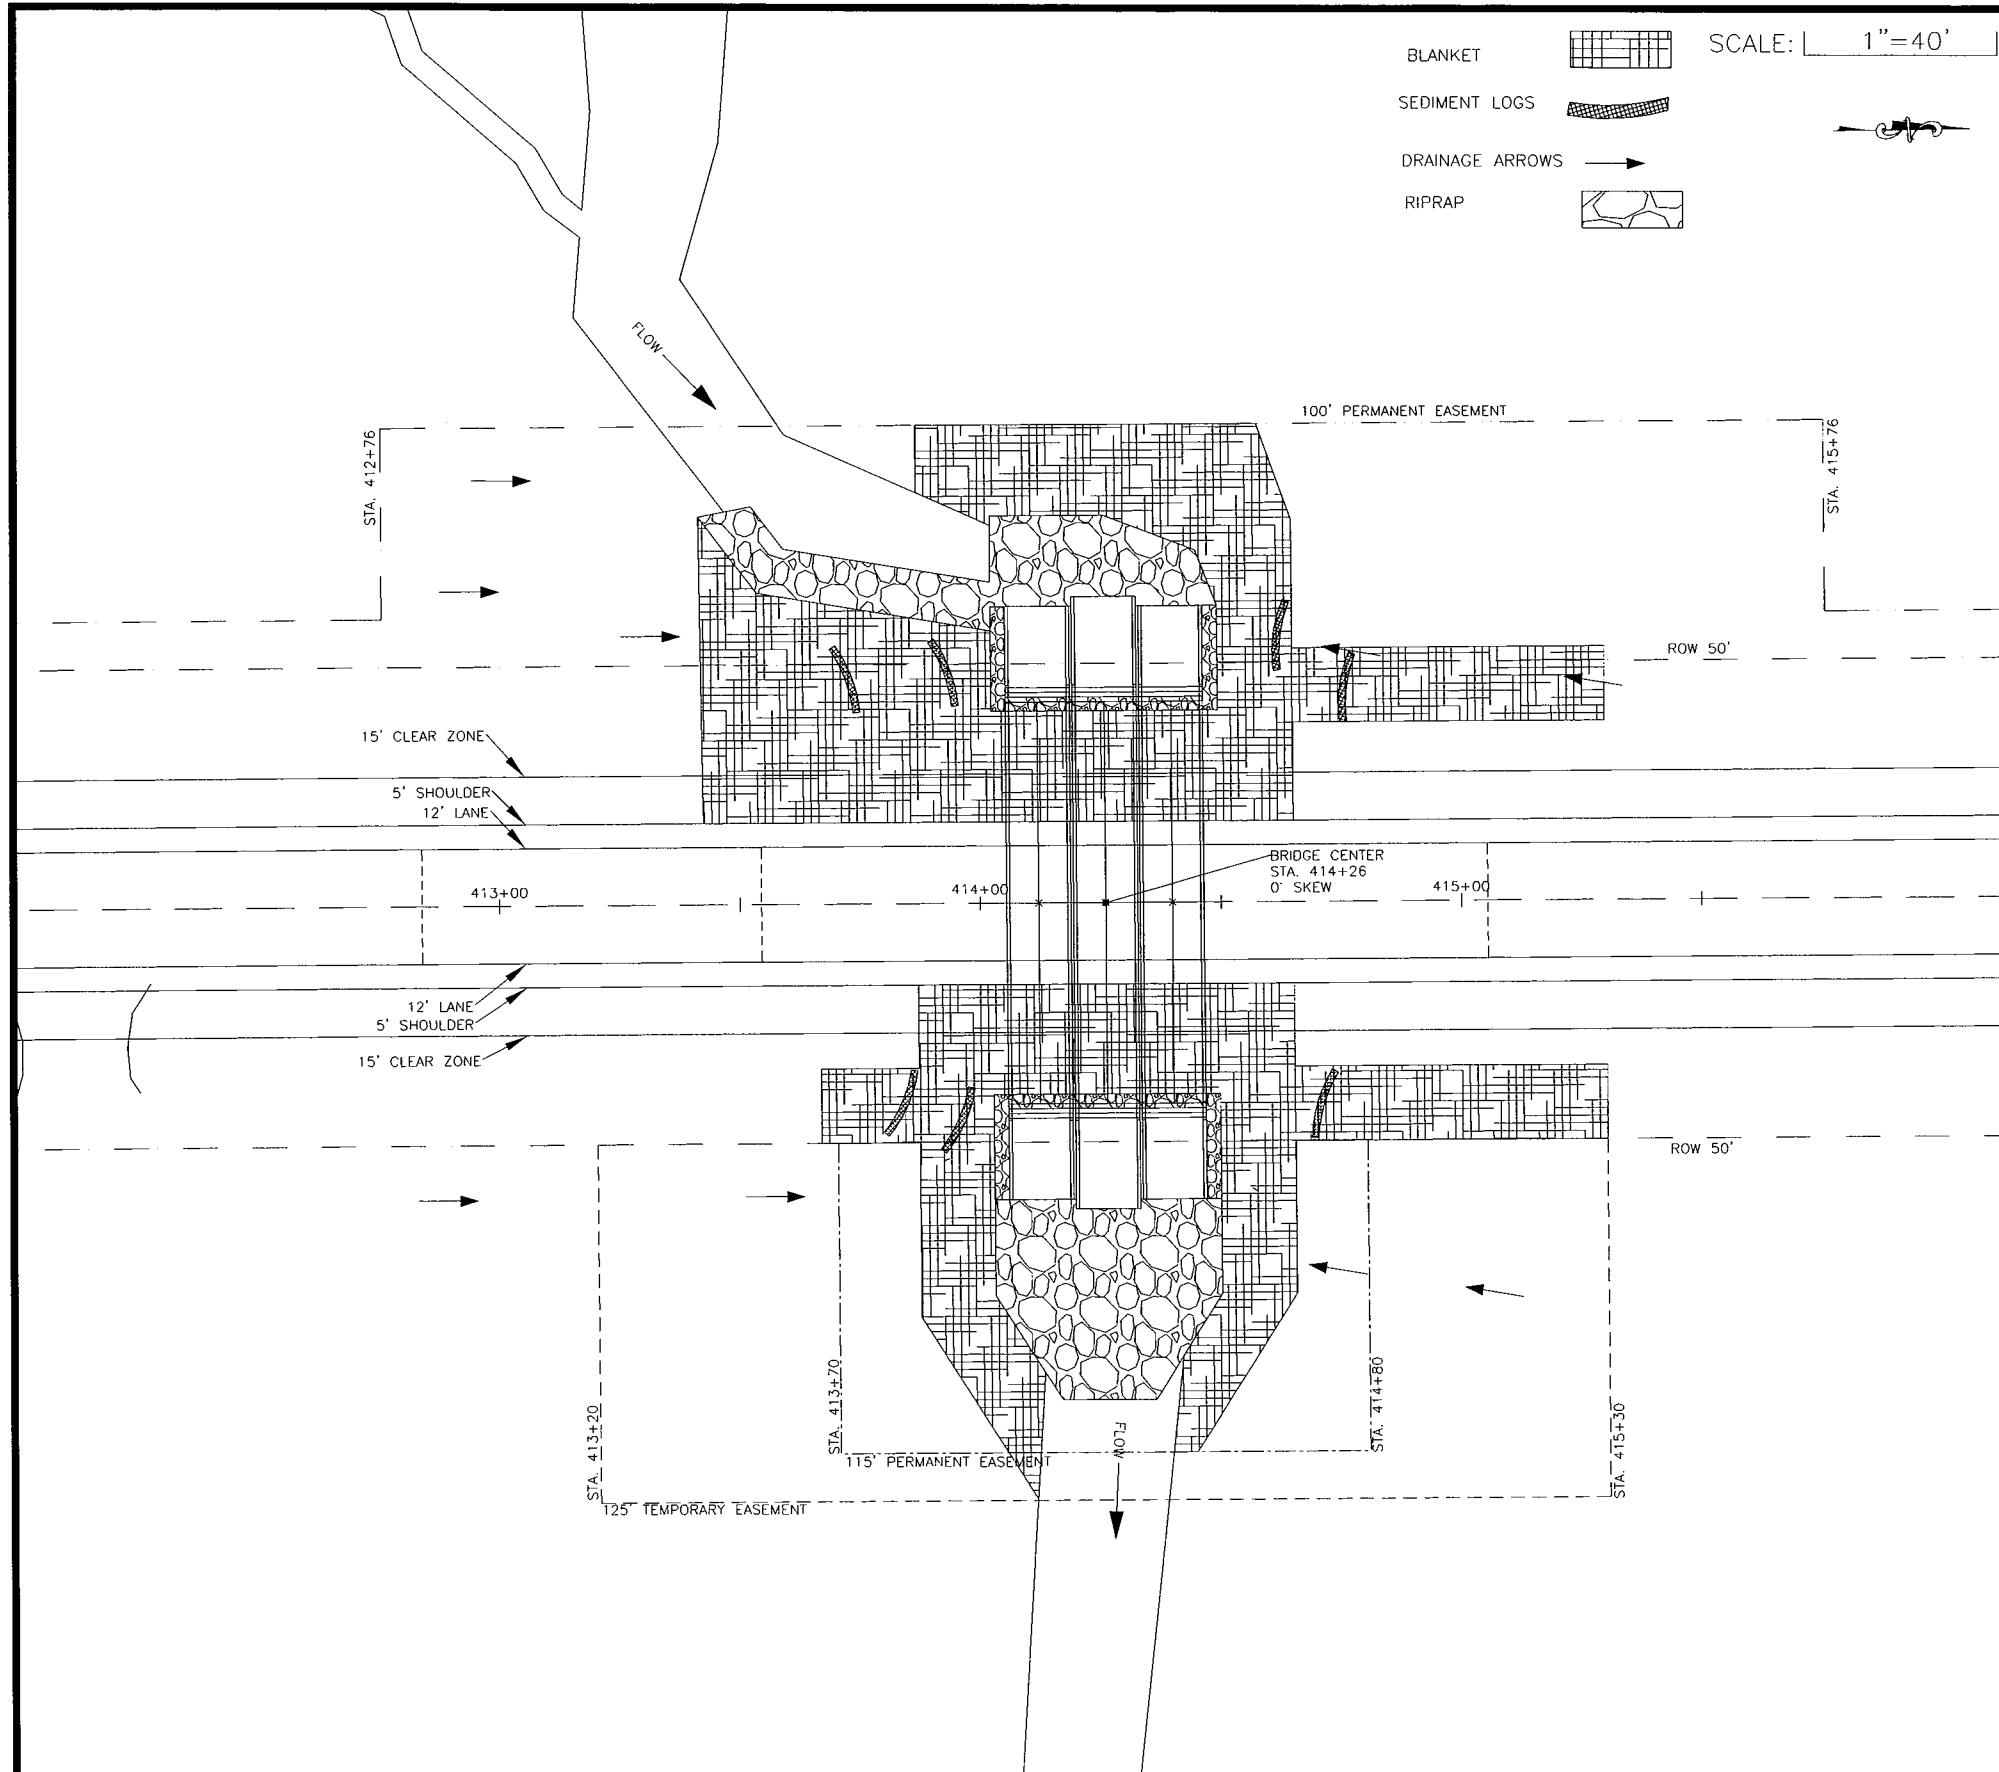 BLANKET
SCALE: 1"=40'
SEDIMENT LOGS
DRAINAGE ARROWS
RIPRAP
FLOW
100' PERMANENT EASEMENT
STA. 412+76
STA. 415+76
ROW 50'
15' CLEAR ZONE
5' SHOULDER
12' LANE
BRIDGE CENTER
STA. 414+26
0° SKEW
413+00
414+00
415+00
12' LANE
5' SHOULDER
15' CLEAR ZONE
ROW 50'
STA. 413+20
STA. 413+70
STA. 414+80
STA. 415+30
FLOW
115' PERMANENT EASEMENT
125' TEMPORARY EASEMENT